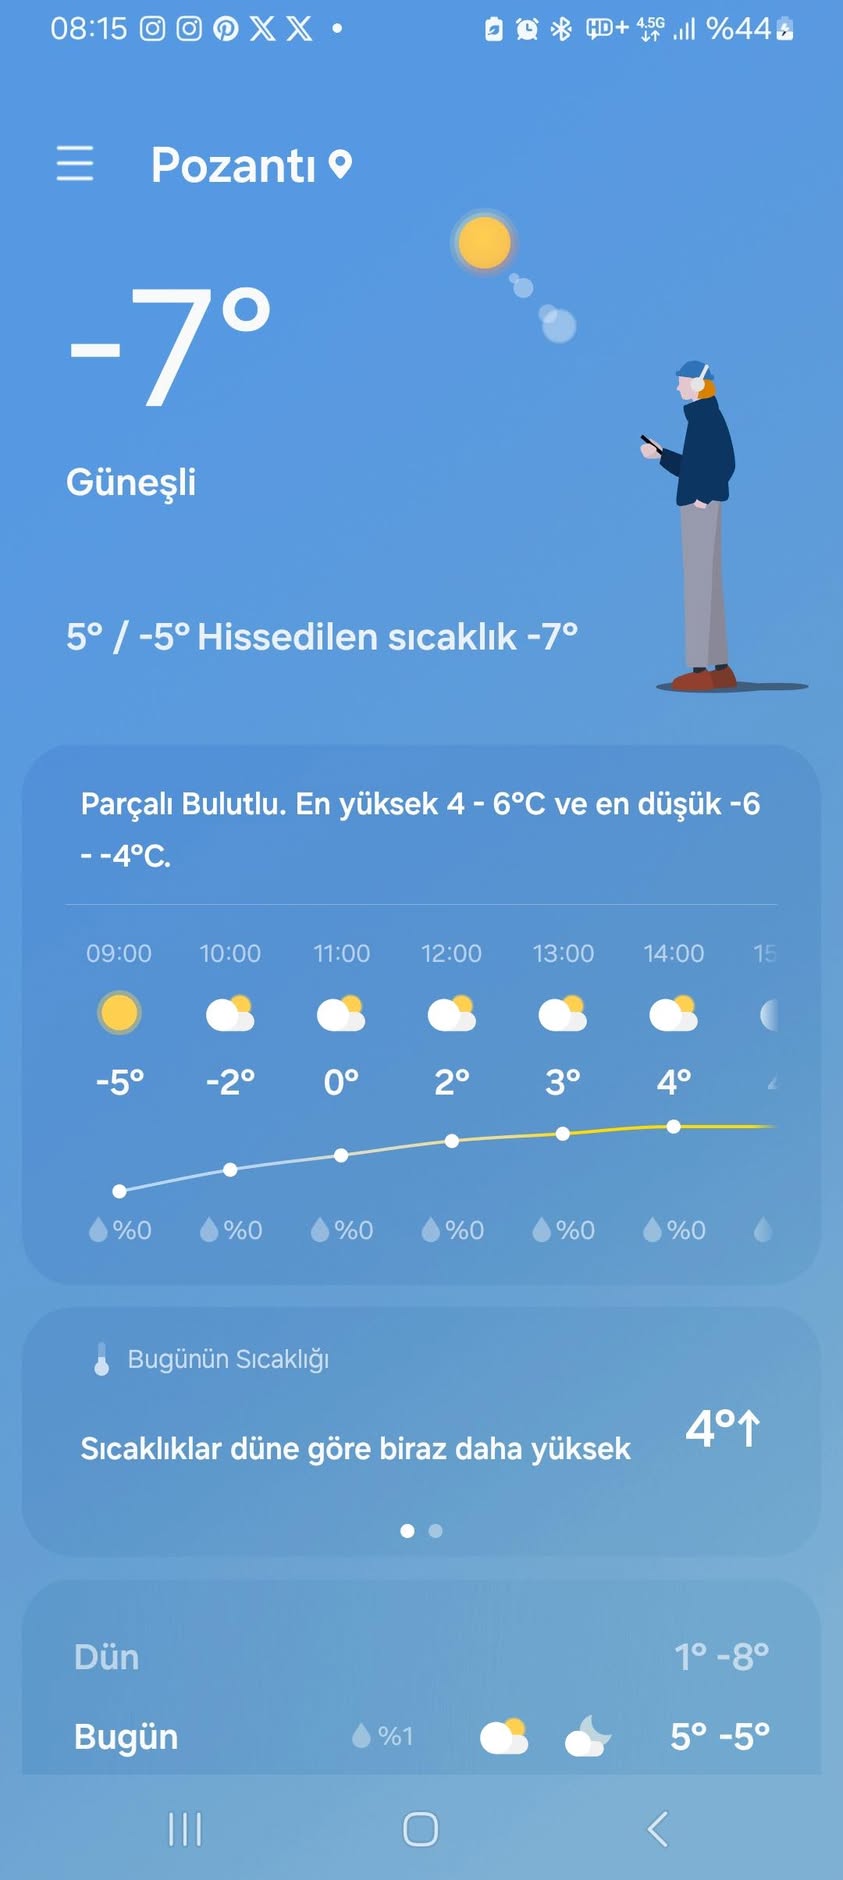 08:15 HD+ 4.5G %44
Pozantı
-7°
Güneşli
5° / -5° Hissedilen sıcaklık -7°
Parçalı Bulutlu. En yüksek 4 - 6°C ve en düşük -6
- -4°C.
09:00 10:00 11:00 12:00 13:00 14:00 15
-5° -2° 0° 2° 3° 4°
%0 %0 %0 %0 %0 %0
Bugünün Sıcaklığı
Sıcaklıklar düne göre biraz daha yüksek 4°↑
Dün 1° -8°
Bugün %1 5° -5°